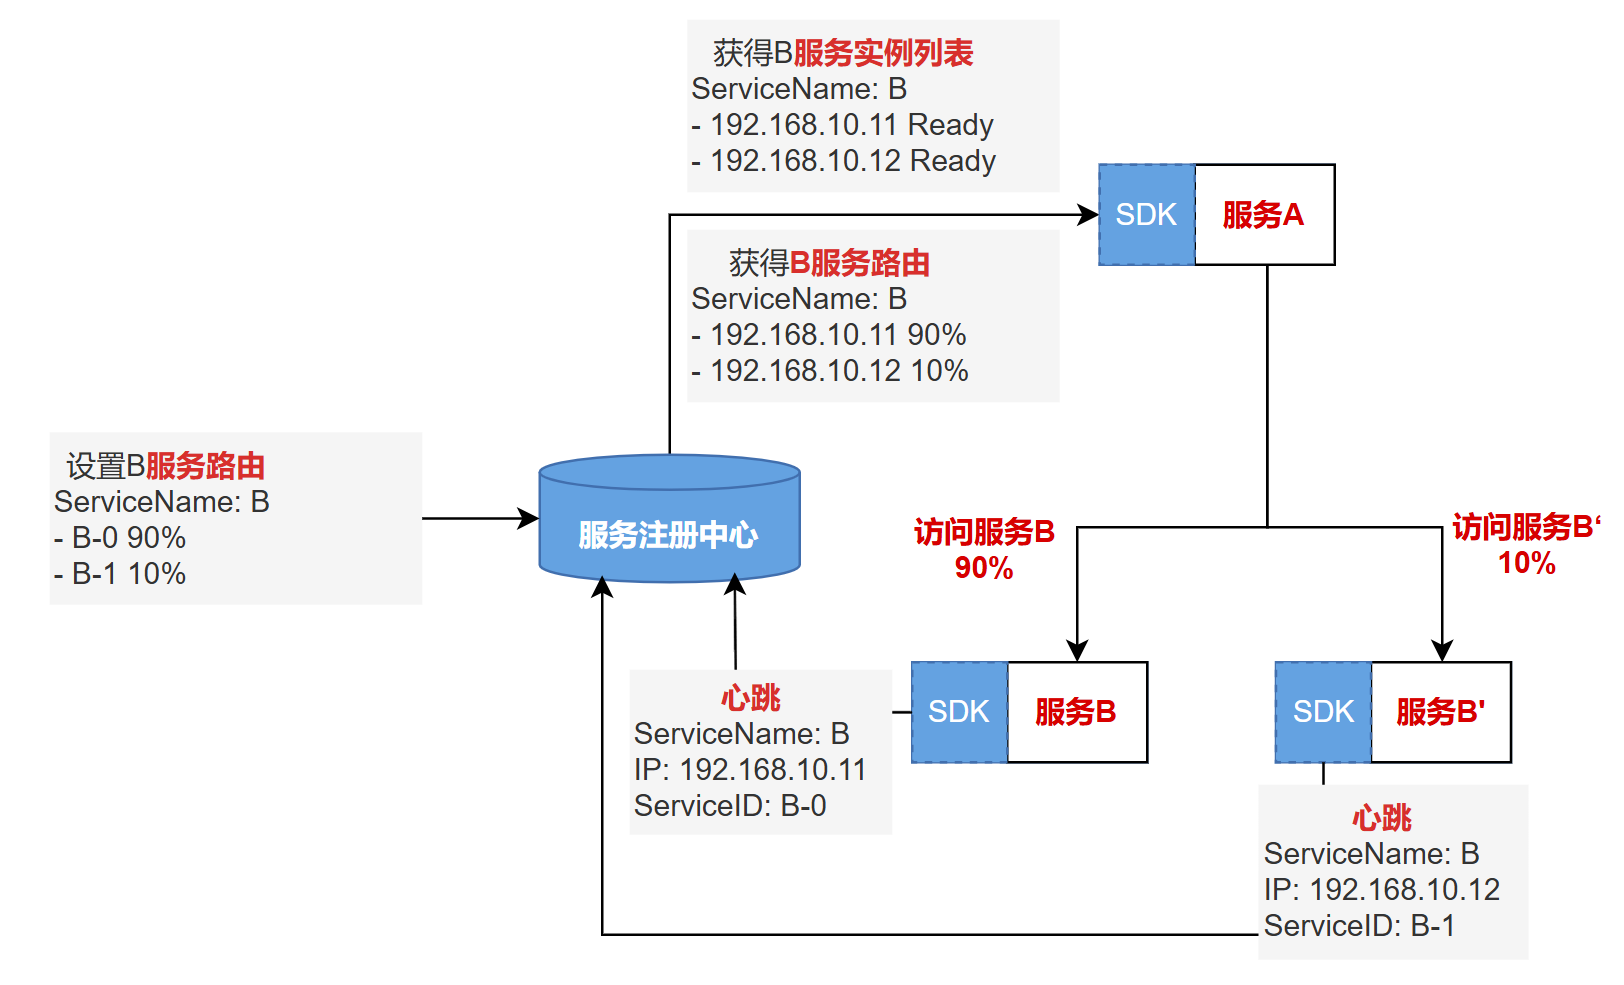 获得B服务实例列表
ServiceName: B
- 192.168.10.11 Ready
- 192.168.10.12 Ready
SDK
服务A
获得B服务路由
ServiceName: B
- 192.168.10.11 90%
- 192.168.10.12 10%
设置B服务路由
ServiceName: B
- B-0 90%
- B-1 10%
服务注册中心
访问服务B
90%
访问服务B‘
10%
心跳
ServiceName: B
IP: 192.168.10.11
ServiceID: B-0
SDK
服务B
SDK
服务B'
心跳
ServiceName: B
IP: 192.168.10.12
ServiceID: B-1